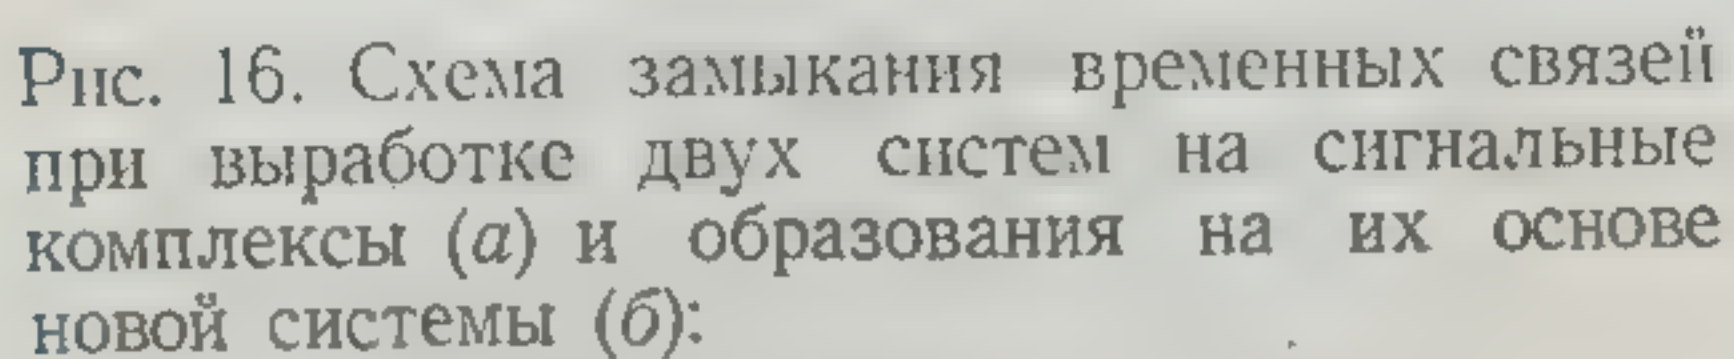 Рис. 16. Схема замыкания временных связей
при выработке двух систем на сигнальные
комплексы (а) и образования на их основе
новой системы (б):